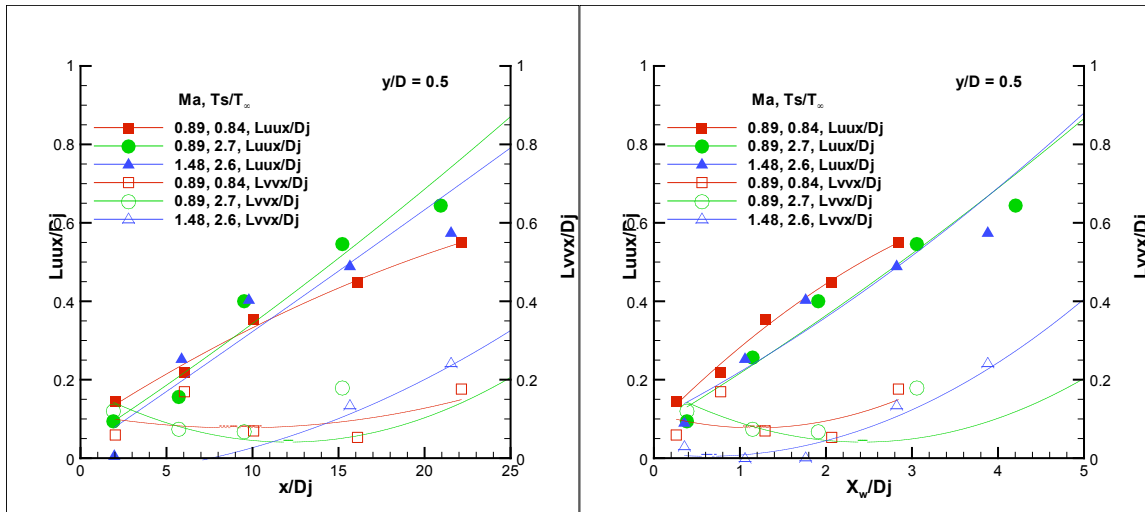 y/D = 0.5
Ma, Ts/T∞
0.89, 0.84, Luux/Dj
0.89, 2.7, Luux/Dj
1.48, 2.6, Luux/Dj
0.89, 0.84, Lvvx/Dj
0.89, 2.7, Lvvx/Dj
1.48, 2.6, Lvvx/Dj
Luux/Dj
1
0.8
0.6
0.4
0.2
0
0 5 10 15 20 25
x/Dj
1
0.8
0.6
0.4
0.2
0
Lvvx/Dj
y/D = 0.5
Ma, Ts/T∞
0.89, 0.84, Luux/Dj
0.89, 2.7, Luux/Dj
1.48, 2.6, Luux/Dj
0.89, 0.84, Lvvx/Dj
0.89, 2.7, Lvvx/Dj
1.48, 2.6, Lvvx/Dj
Luux/Dj
1
0.8
0.6
0.4
0.2
0
0 1 2 3 4 5
Xw/Dj
1
0.8
0.6
0.4
0.2
0
Lvvx/Dj